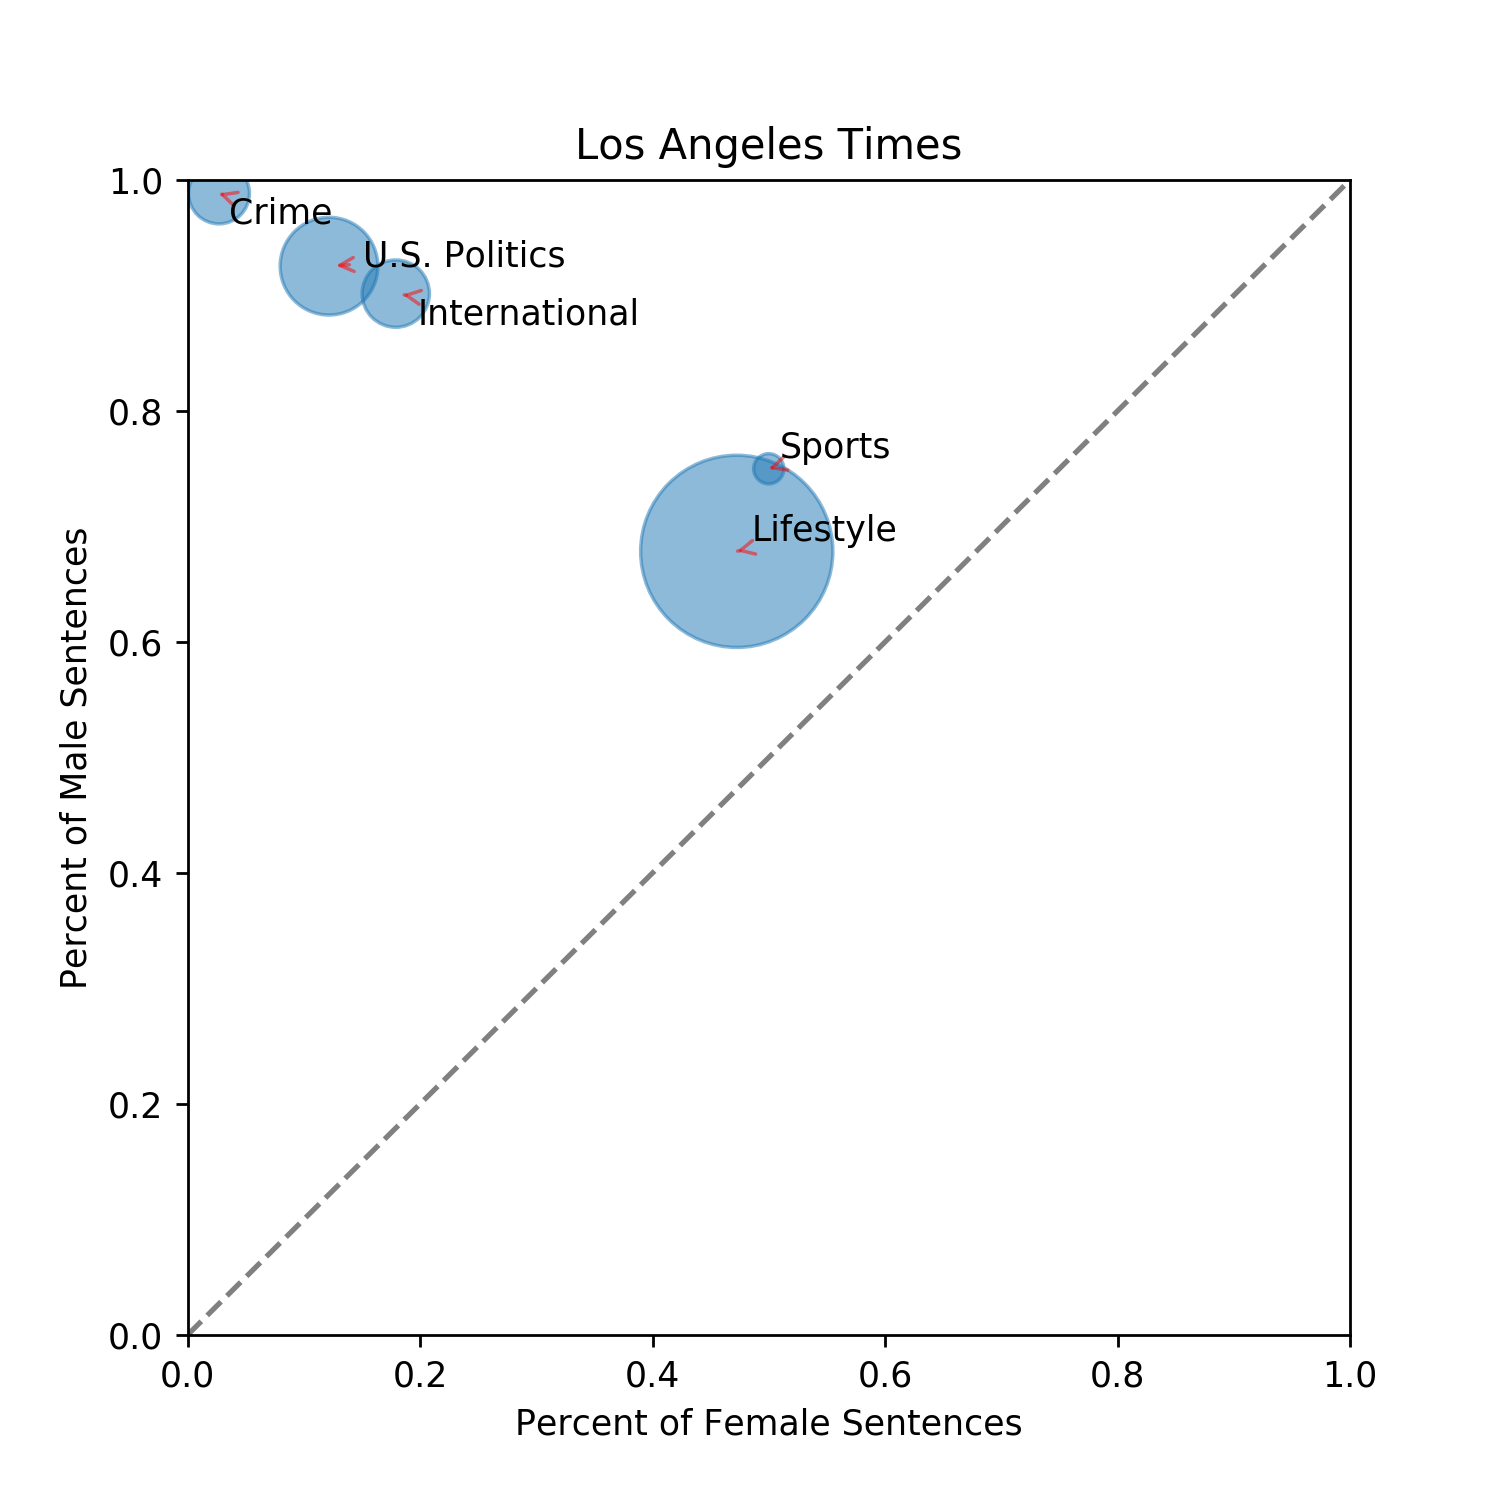 Los Angeles Times
1.0
Crime
U.S. Politics
International
0.8
Sports
Lifestyle
0.6
0.4
0.2
0.0
Percent of Male Sentences
0.0 0.2 0.4 0.6 0.8 1.0
Percent of Female Sentences